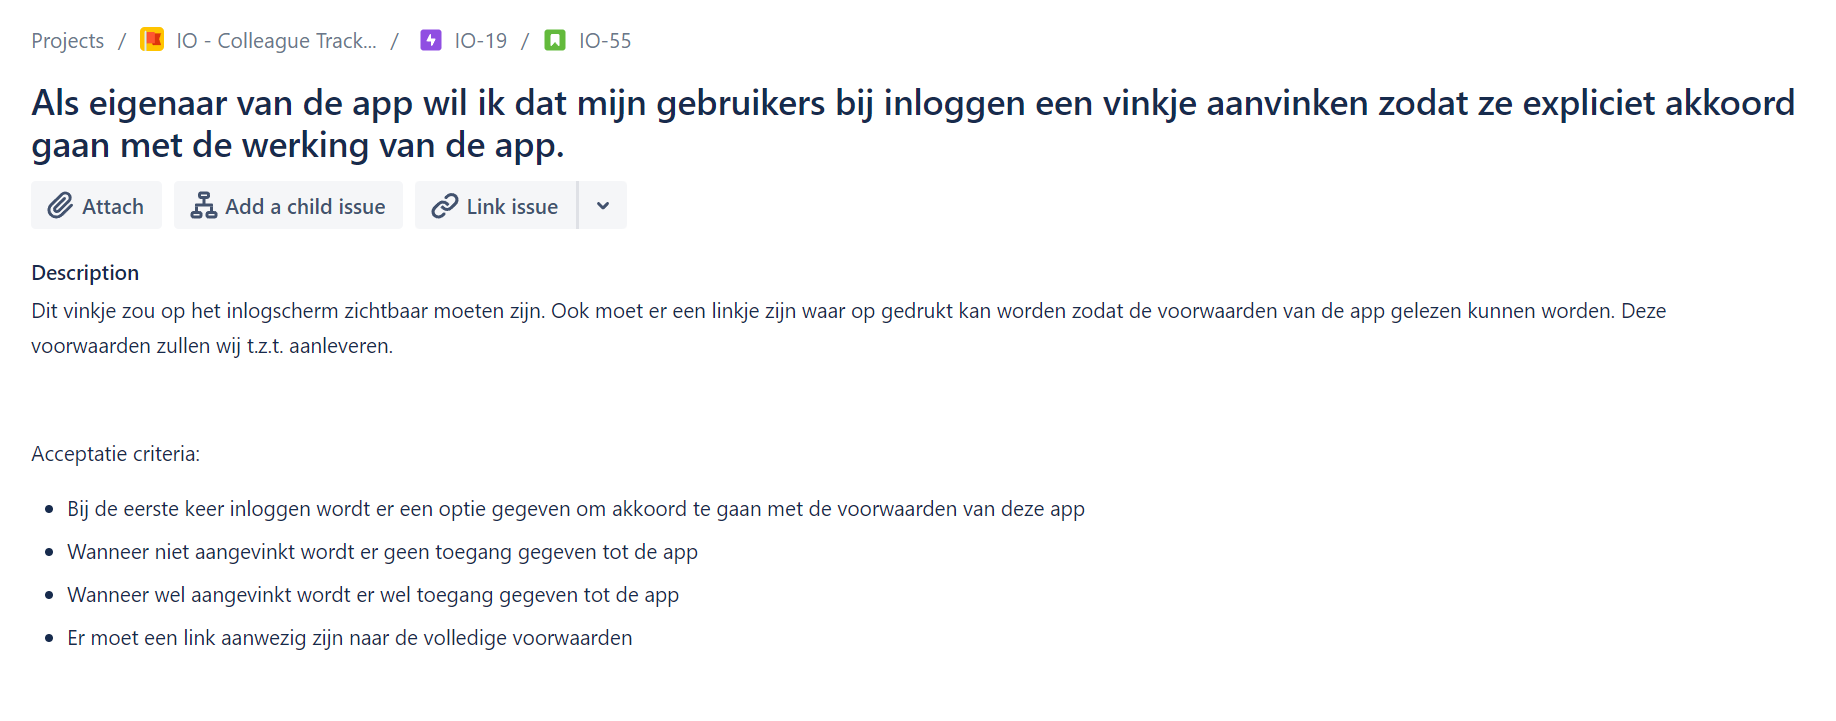 Projects / IO - Colleague Track... / IO-19 / IO-55
Als eigenaar van de app wil ik dat mijn gebruikers bij inloggen een vinkje aanvinken zodat ze expliciet akkoord
gaan met de werking van de app.
Attach Add a child issue Link issue
Description
Dit vinkje zou op het inlogscherm zichtbaar moeten zijn. Ook moet er een linkje zijn waar op gedrukt kan worden zodat de voorwaarden van de app gelezen kunnen worden. Deze
voorwaarden zullen wij t.z.t. aanleveren.
Acceptatie criteria:
• Bij de eerste keer inloggen wordt er een optie gegeven om akkoord te gaan met de voorwaarden van deze app
• Wanneer niet aangevinkt wordt er geen toegang gegeven tot de app
• Wanneer wel aangevinkt wordt er wel toegang gegeven tot de app
• Er moet een link aanwezig zijn naar de volledige voorwaarden